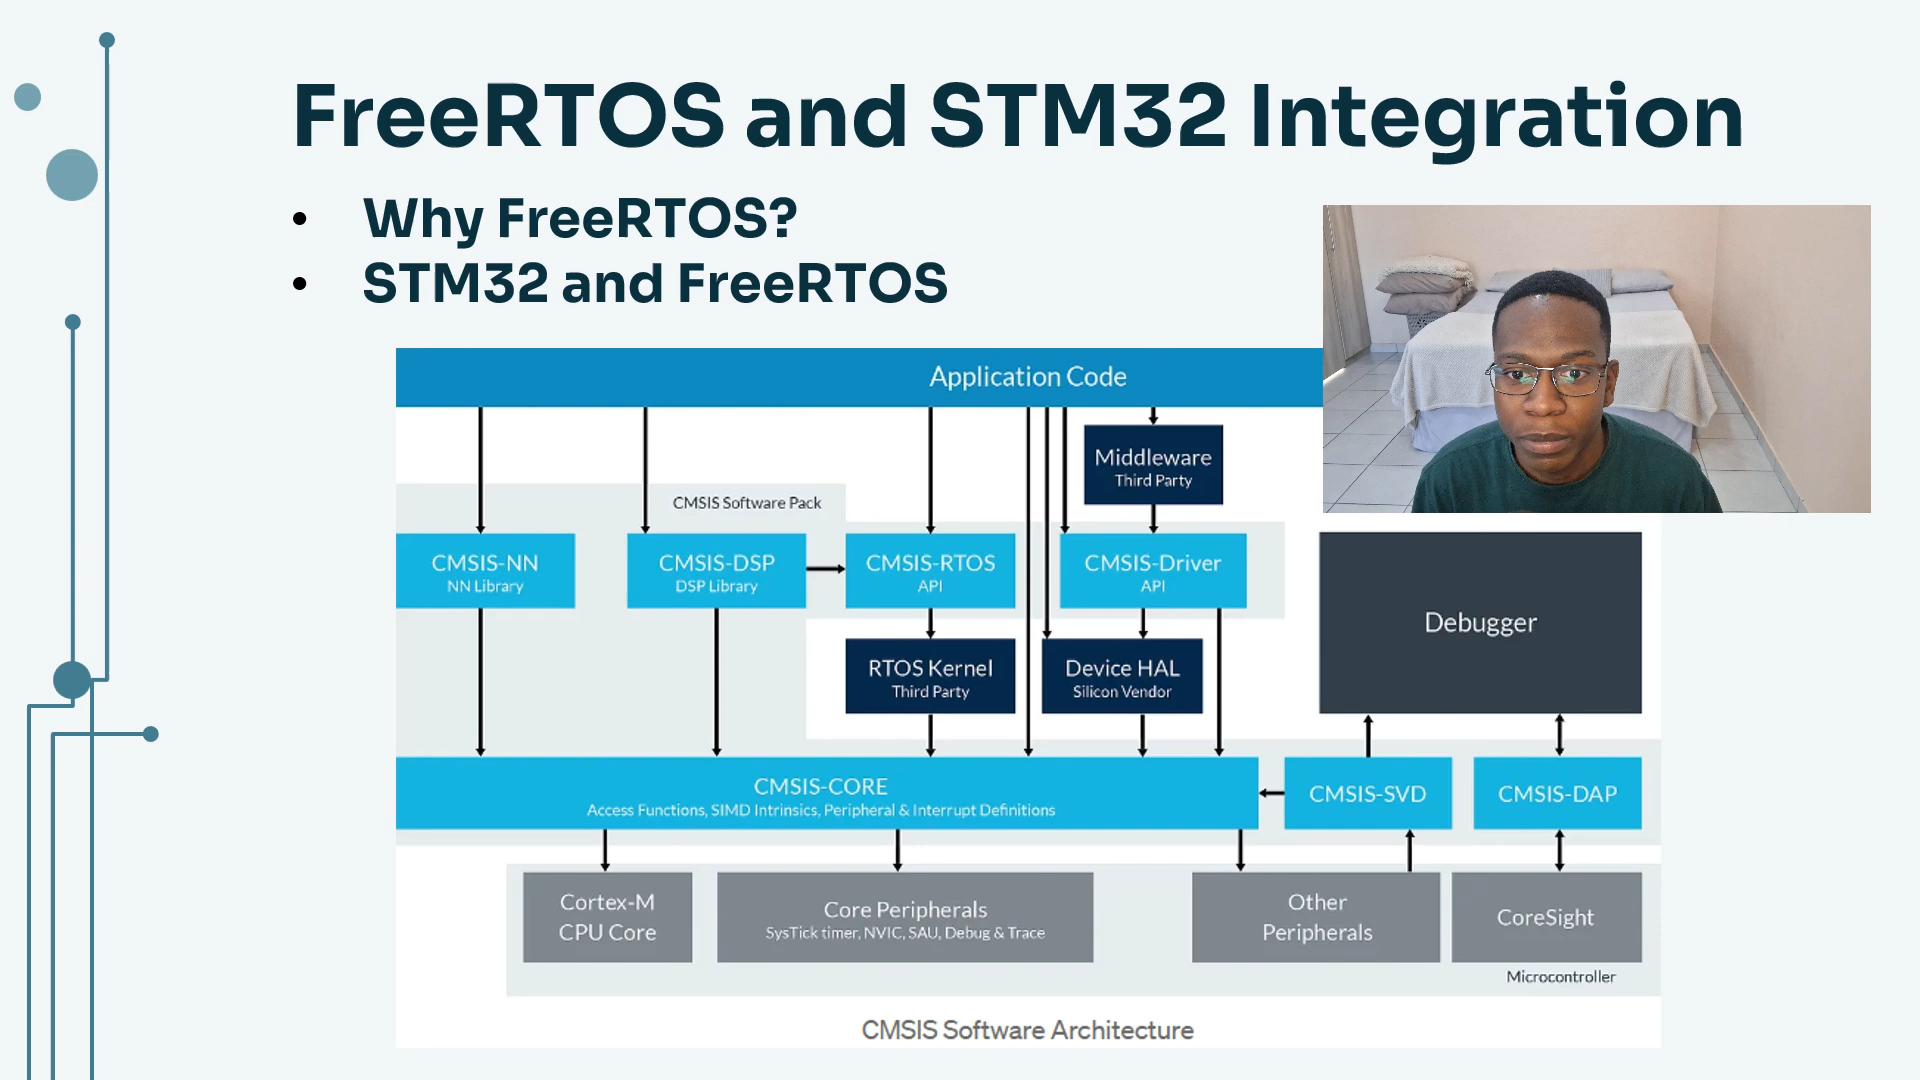 FreeRTOS and STM32 Integration
• Why FreeRTOS?
• STM32 and FreeRTOS
Application Code
Middleware
Third Party
CMSIS Software Pack
CMSIS-NN
NN Library
CMSIS-DSP
DSP Library
CMSIS-RTOS
API
CMSIS-Driver
API
Debugger
RTOS Kernel
Third Party
Device HAL
Silicon Vendor
CMSIS-CORE
Access Functions, SIMD Intrinsics, Peripheral & Interrupt Definitions
CMSIS-SVD
CMSIS-DAP
Cortex-M
CPU Core
Core Peripherals
SysTick timer, NVIC, SAU, Debug & Trace
Other
Peripherals
CoreSight
Microcontroller
CMSIS Software Architecture